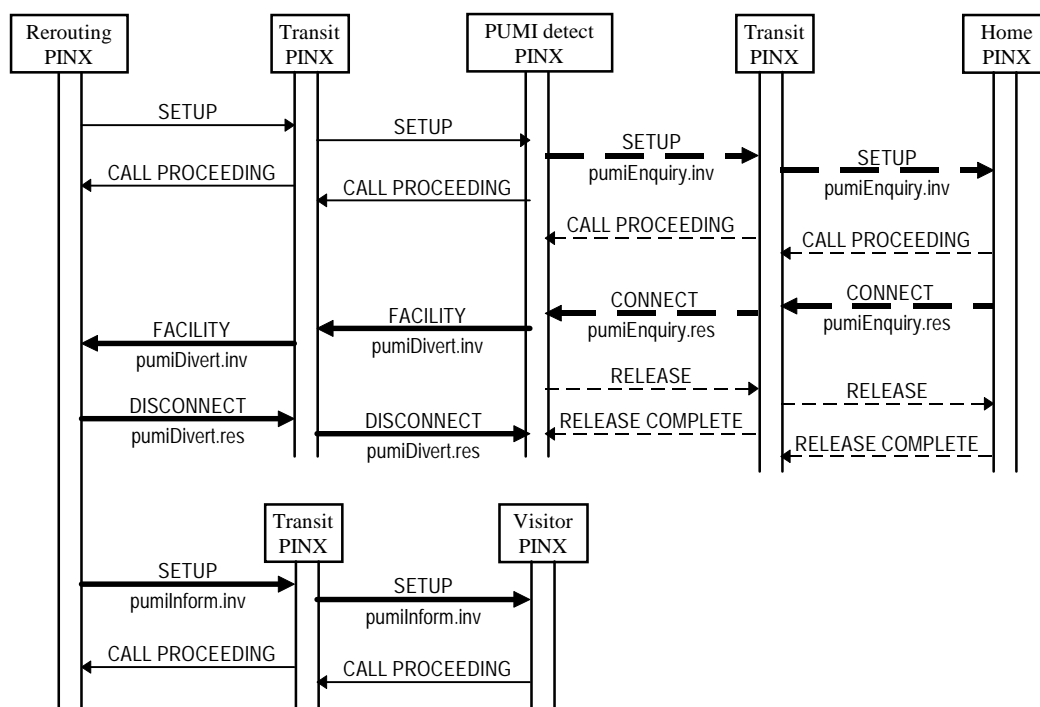 Rerouting
PINX
Transit
PINX
PUMI detect
PINX
Transit
PINX
Home
PINX
SETUP
SETUP
SETUP
pumiEnquiry.inv
SETUP
pumiEnquiry.inv
CALL PROCEEDING
CALL PROCEEDING
CALL PROCEEDING
CALL PROCEEDING
CONNECT
pumiEnquiry.res
CONNECT
pumiEnquiry.res
FACILITY
pumiDivert.inv
FACILITY
pumiDivert.inv
RELEASE
RELEASE
DISCONNECT
pumiDivert.res
DISCONNECT
pumiDivert.res
RELEASE COMPLETE
RELEASE COMPLETE
Transit
PINX
Visitor
PINX
SETUP
pumiInform.inv
SETUP
pumiInform.inv
CALL PROCEEDING
CALL PROCEEDING